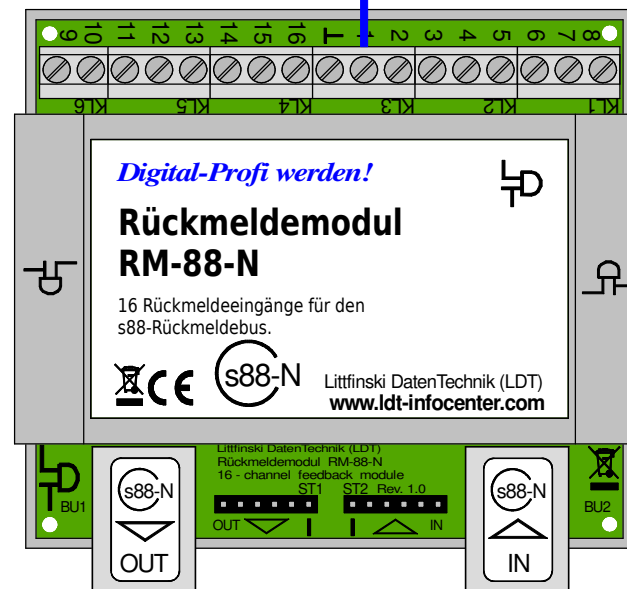 9 10 11 12 13 14 15 16 ⊥ 1 2 3 4 5 6 7 8
KL6 KL5 KL4 KL3 KL2 KL1
Digital-Profi werden!
Rückmeldemodul
RM-88-N
16 Rückmeldeeingänge für den
s88-Rückmeldebus.
CE s88-N Littfinski DatenTechnik (LDT)
www.ldt-infocenter.com
Littfinski DatenTechnik (LDT)
Rückmeldemodul RM-88-N
16 - channel feedback module
ST1 ST2 Rev. 1.0
BU1 s88-N OUT
OUT IN
s88-N IN BU2